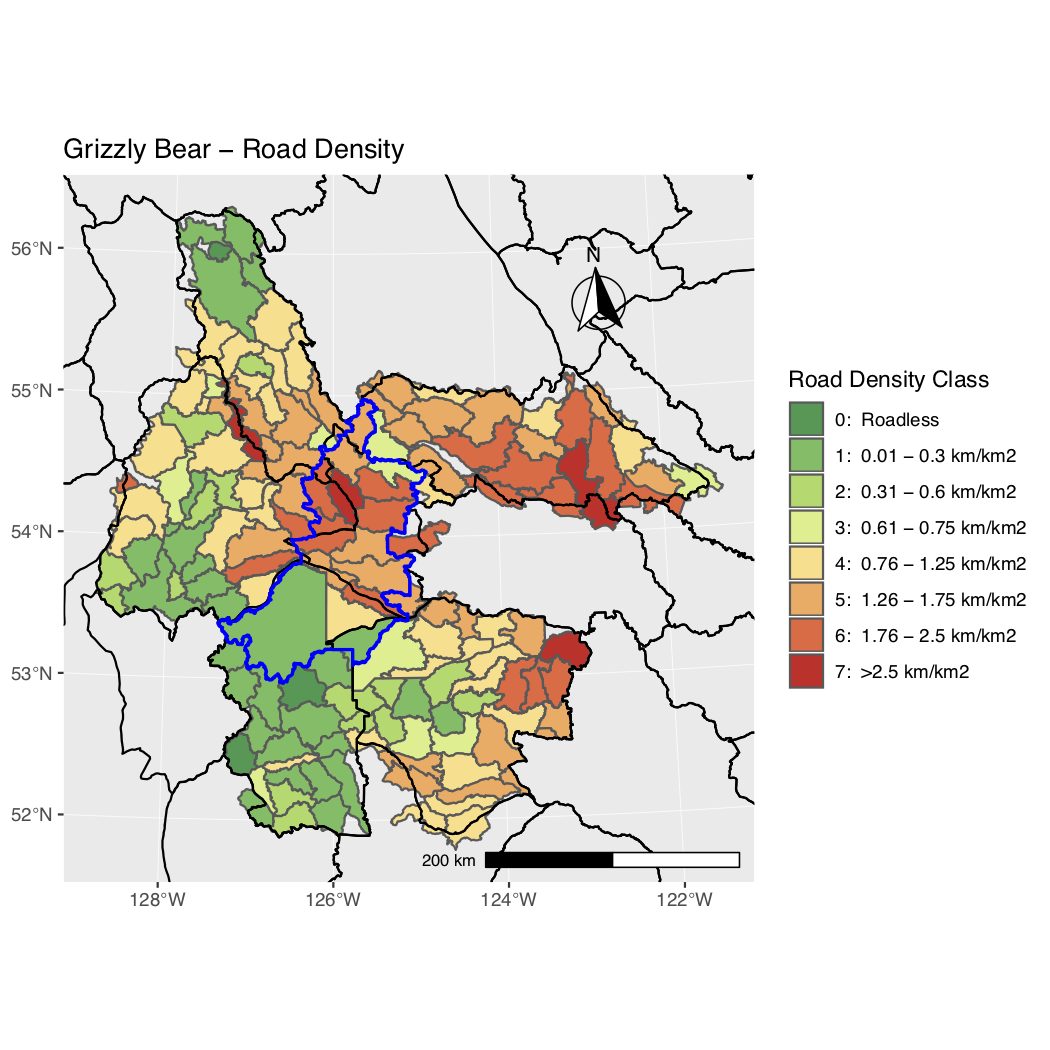 Grizzly Bear – Road Density
56°N
55°N
54°N
53°N
52°N
128°W
126°W
124°W
122°W
N
200 km
Road Density Class
0: Roadless
1: 0.01 – 0.3 km/km2
2: 0.31 – 0.6 km/km2
3: 0.61 – 0.75 km/km2
4: 0.76 – 1.25 km/km2
5: 1.26 – 1.75 km/km2
6: 1.76 – 2.5 km/km2
7: >2.5 km/km2